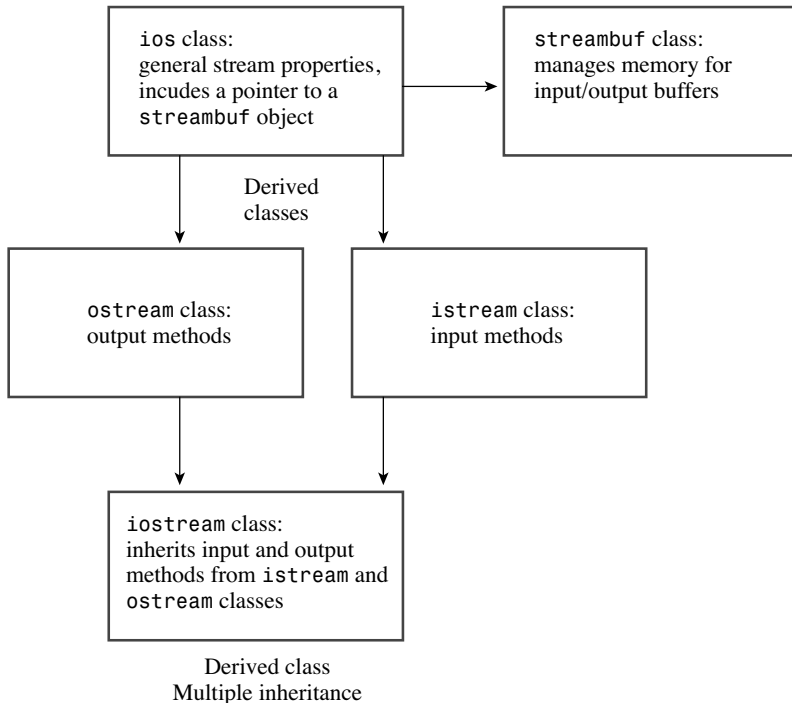 ios class:
general stream properties,
incudes a pointer to a
streambuf object
streambuf class:
manages memory for
input/output buffers
Derived
classes
ostream class:
output methods
istream class:
input methods
iostream class:
inherits input and output
methods from istream and
ostream classes
Derived class
Multiple inheritance